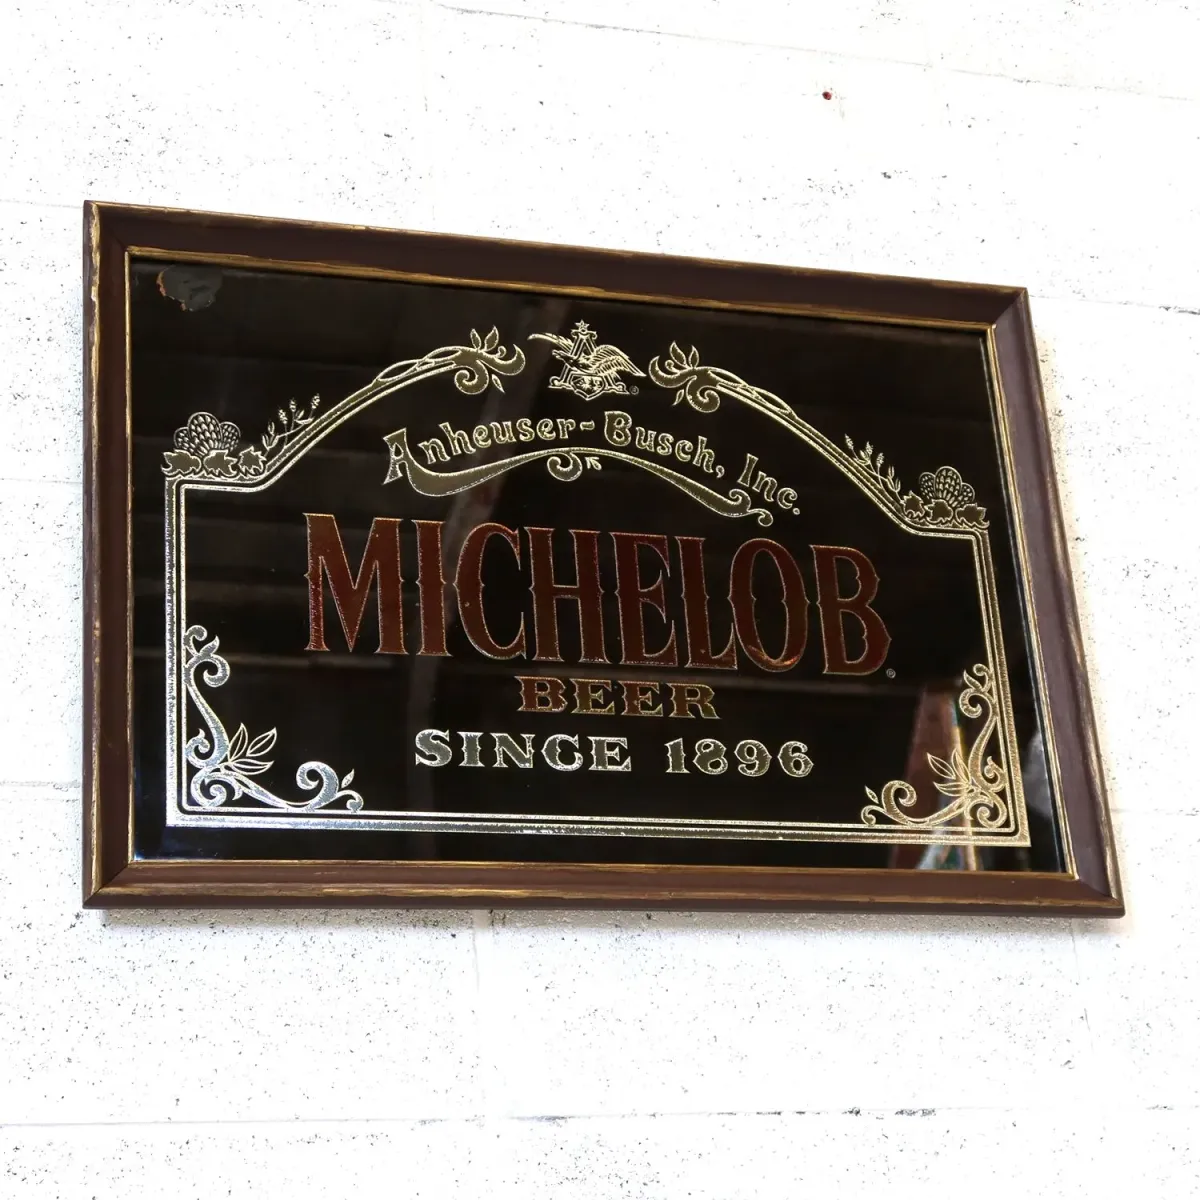 Anheuser-Busch, Inc.
MICHELOB®
BEER
SINCE 1896